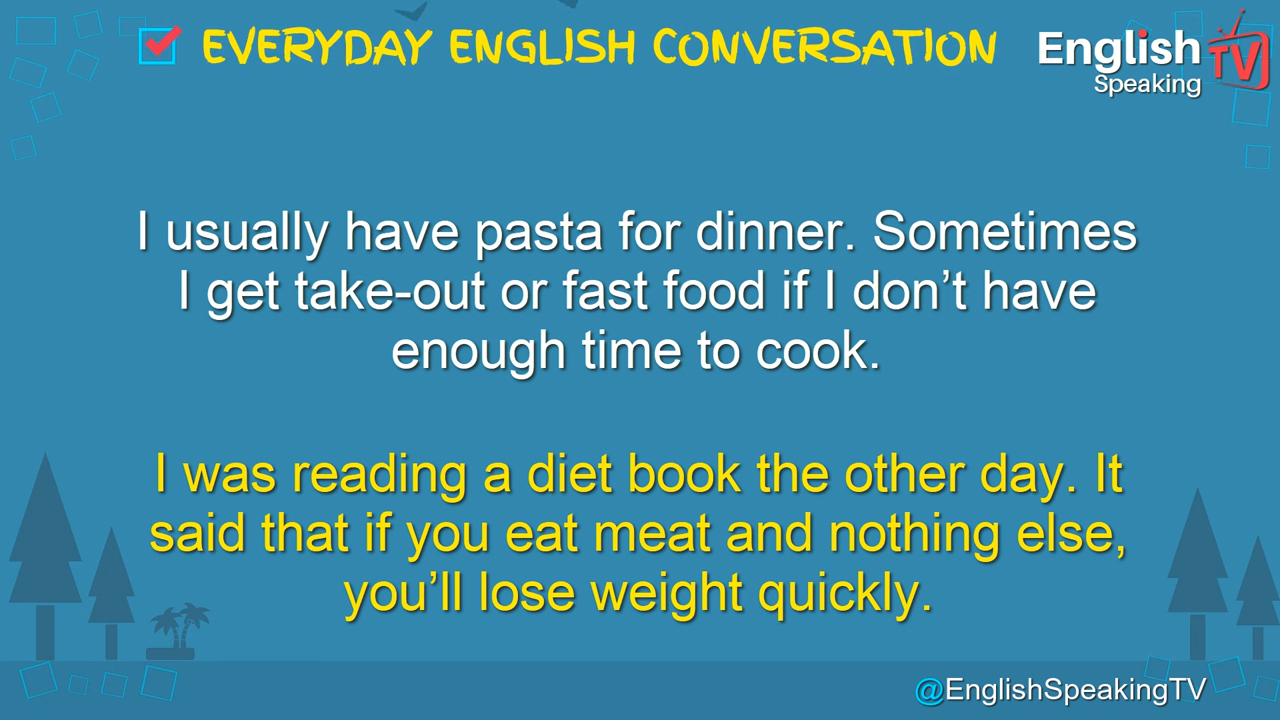 EVERYDAY ENGLISH CONVERSATION
English
Speaking
TV
I usually have pasta for dinner. Sometimes
I get take-out or fast food if I don’t have
enough time to cook.
I was reading a diet book the other day. It
said that if you eat meat and nothing else,
you’ll lose weight quickly.
@EnglishSpeakingTV